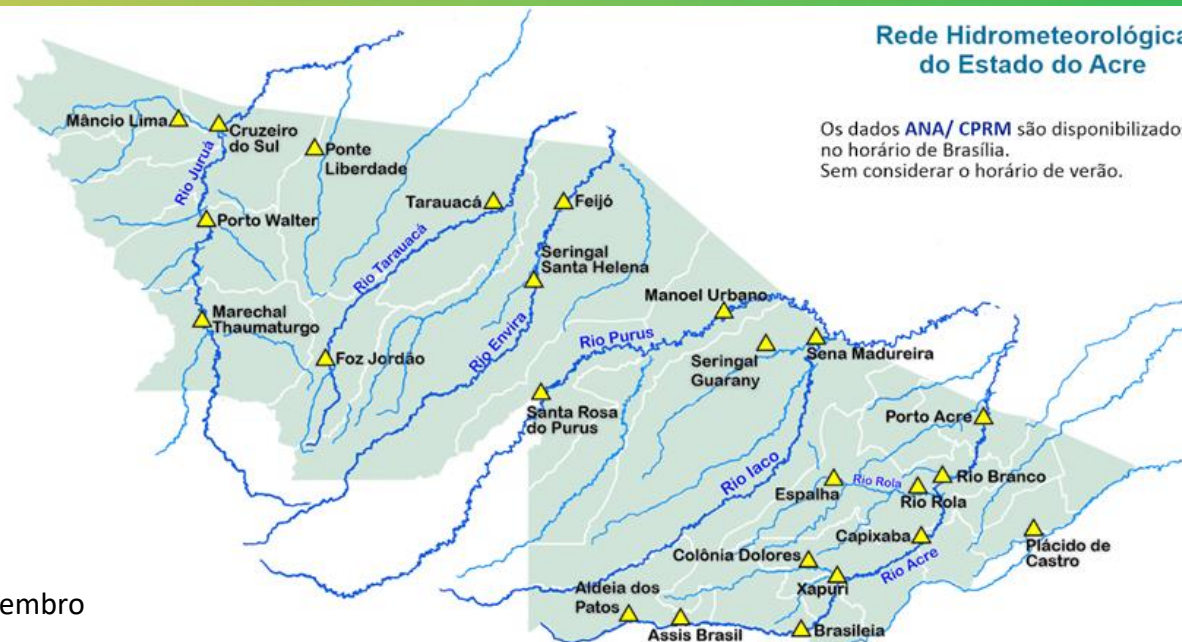 Rede Hidrometeorológica
do Estado do Acre
Os dados ANA/ CPRM são disponibilizados
no horário de Brasília.
Sem considerar o horário de verão.
Mâncio Lima
Cruzeiro
do Sul
Ponte
Liberdade
Rio Juruá
Porto Walter
Tarauacá
Feijó
Rio Tarauacá
Seringal
Santa Helena
Marechal
Thaumaturgo
Foz Jordão
Rio Envira
Manoel Urbano
Rio Purus
Seringal
Guarany
Sena Madureira
Santa Rosa
do Purus
Porto Acre
Rio Iaco
Espalha
Rio Rola
Rio Rola
Rio Branco
Capixaba
Plácido de
Castro
Colônia Dolores
Rio Acre
Xapuri
Aldeia dos
Patos
Assis Brasil
Brasileia
embro